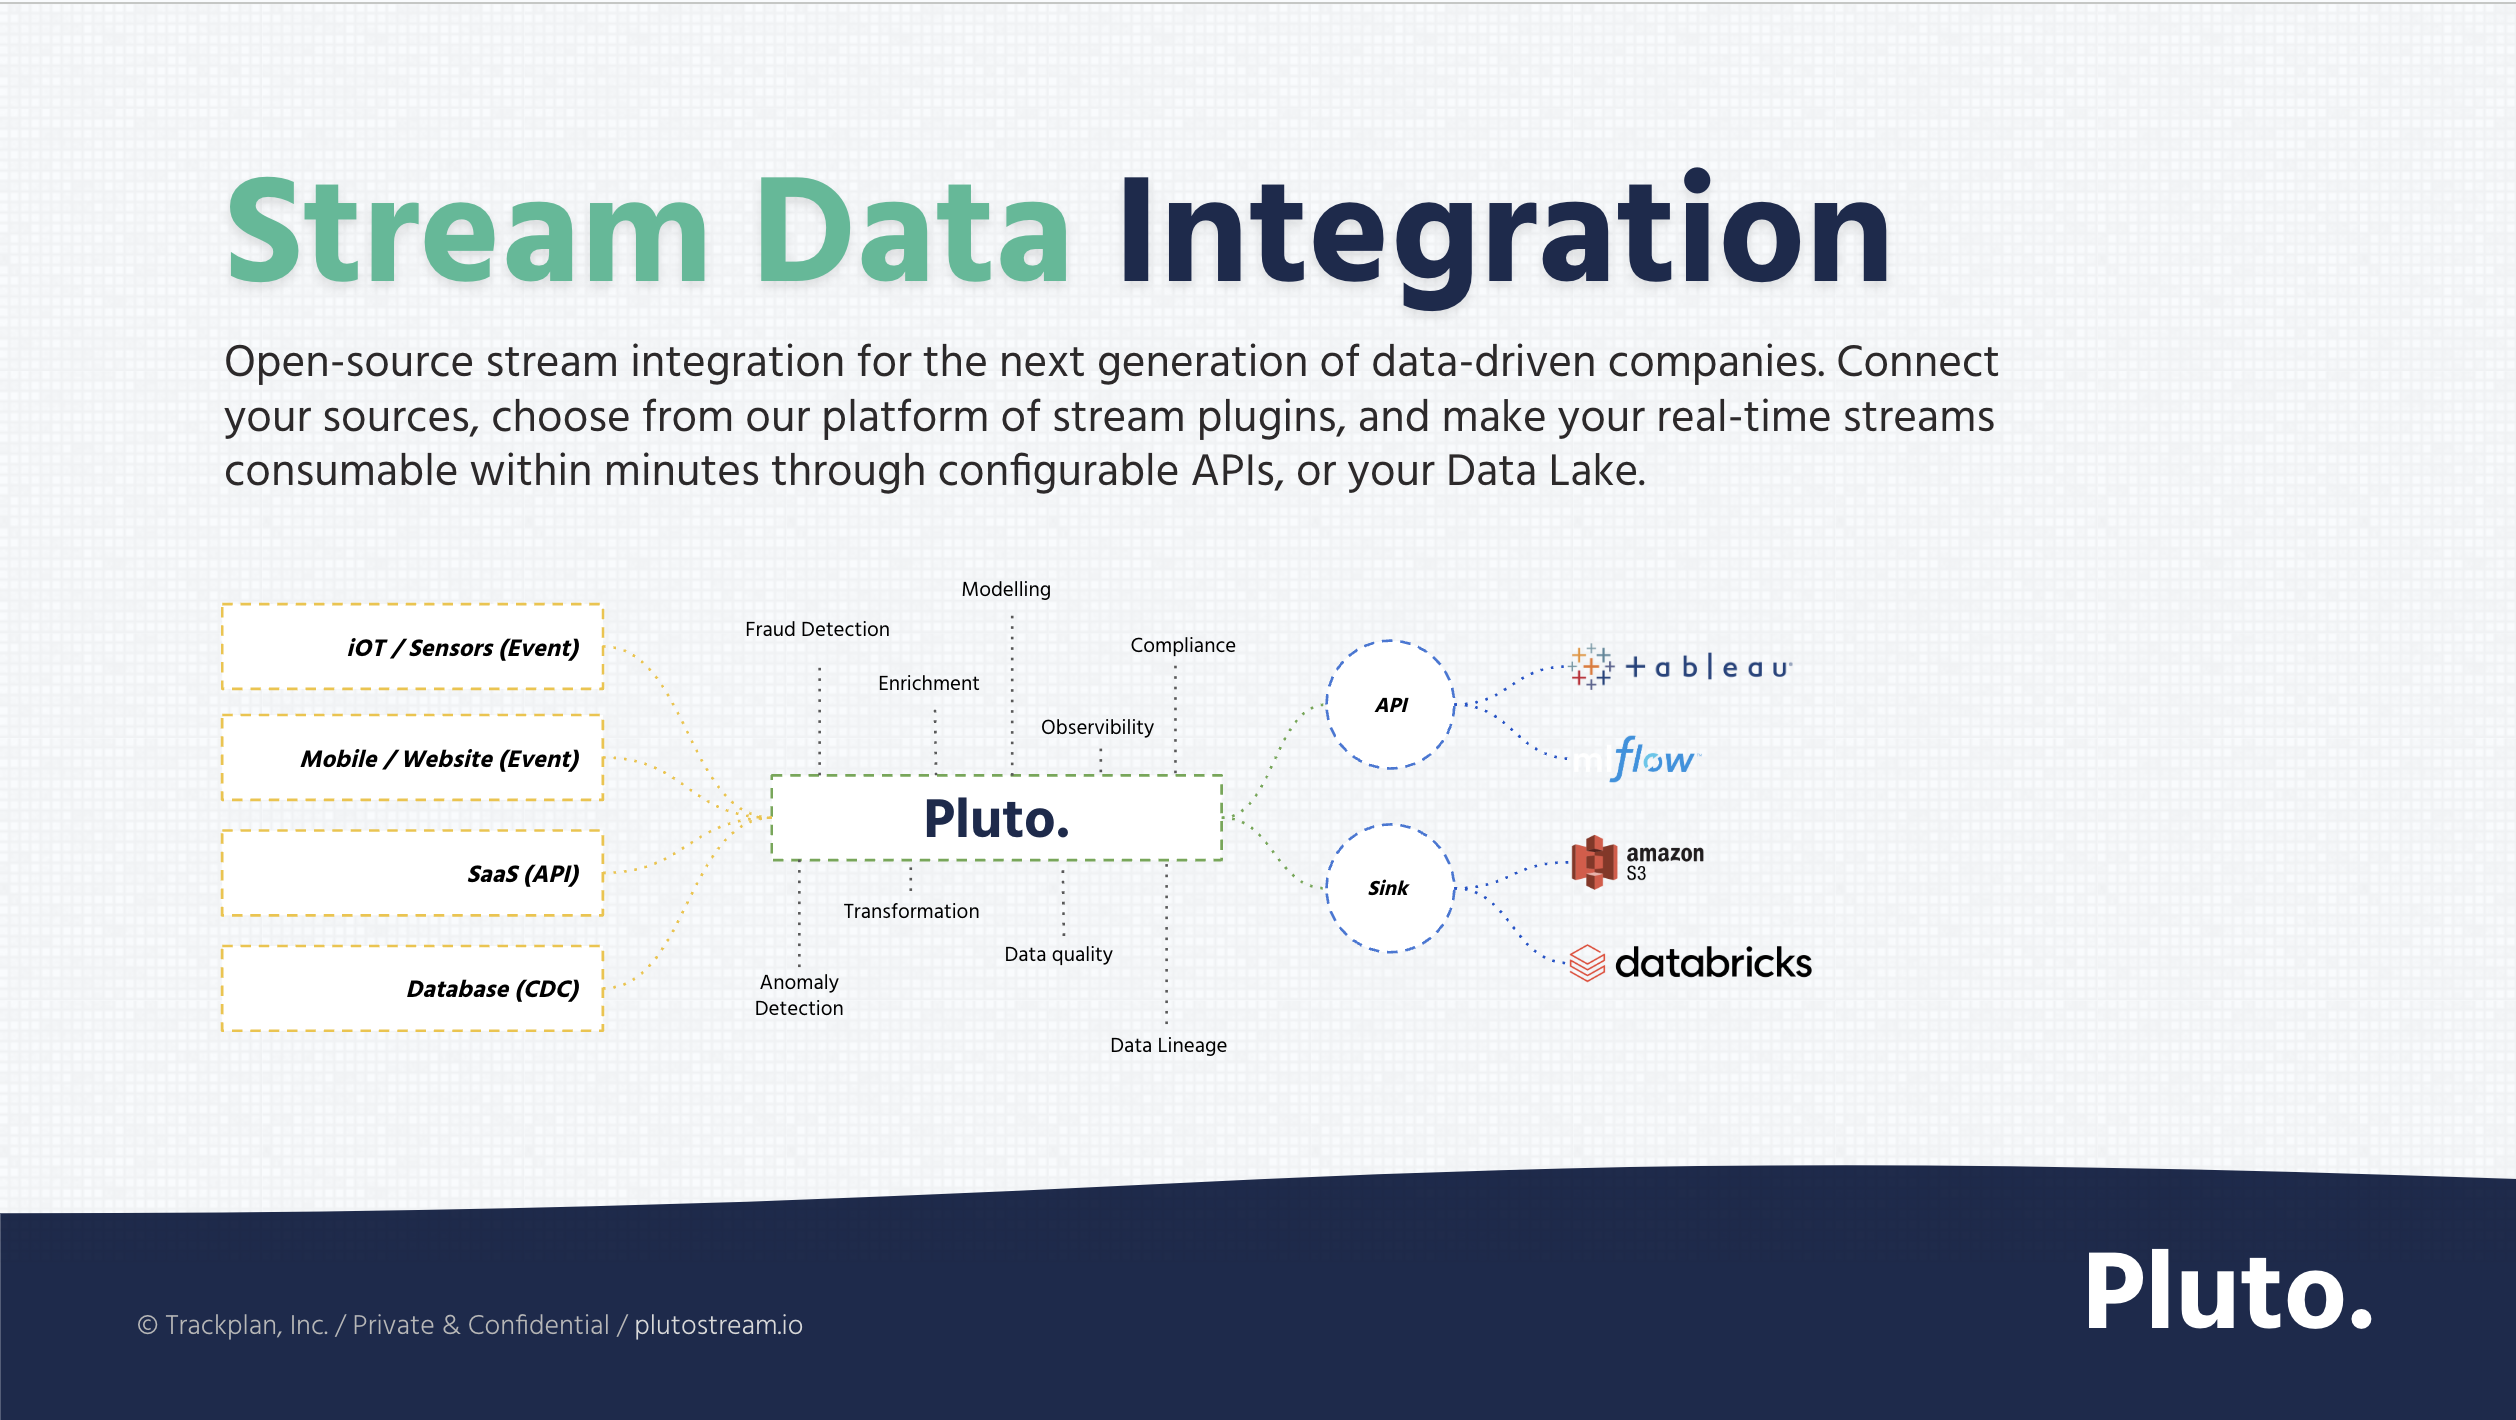 Stream Data Integration
Open-source stream integration for the next generation of data-driven companies. Connect
your sources, choose from our platform of stream plugins, and make your real-time streams
consumable within minutes through configurable APIs, or your Data Lake.
iOT / Sensors (Event)
Mobile / Website (Event)
SaaS (API)
Database (CDC)
Modelling
Fraud Detection
Compliance
Enrichment
Observibility
Pluto.
Transformation
Data quality
Anomaly
Detection
Data Lineage
API
Sink
+ableau
mlflow
amazon
S3
databricks
© Trackplan, Inc. / Private & Confidential / plutostream.io
Pluto.